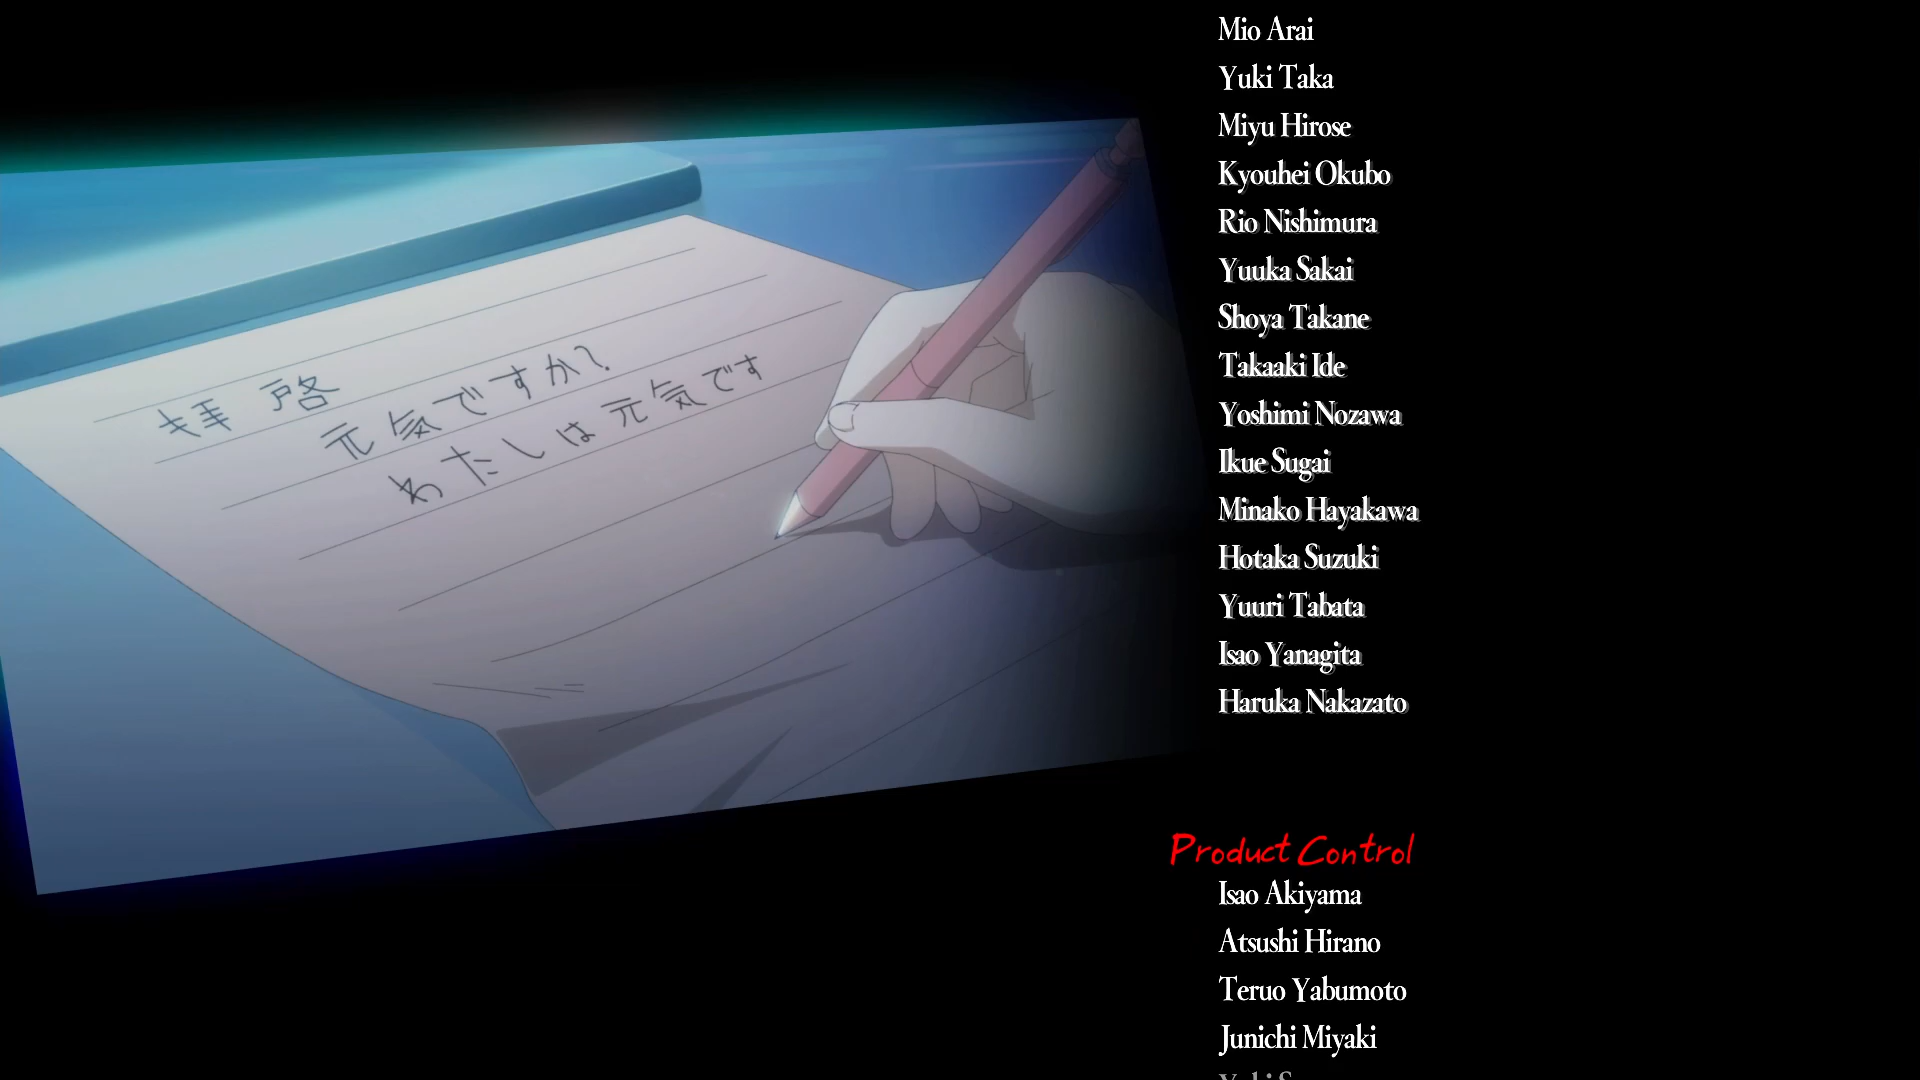 拝啓
元気ですか?
わたしは元気です
Mio Arai
Yuki Taka
Miyu Hirose
Kyouhei Okubo
Rio Nishimura
Yuuka Sakai
Shoya Takane
Takaaki Ide
Yoshimi Nozawa
Ikue Sugai
Minako Hayakawa
Hotaka Suzuki
Yuuri Tabata
Isao Yanagita
Haruka Nakazato
Product Control
Isao Akiyama
Atsushi Hirano
Teruo Yabumoto
Junichi Miyaki